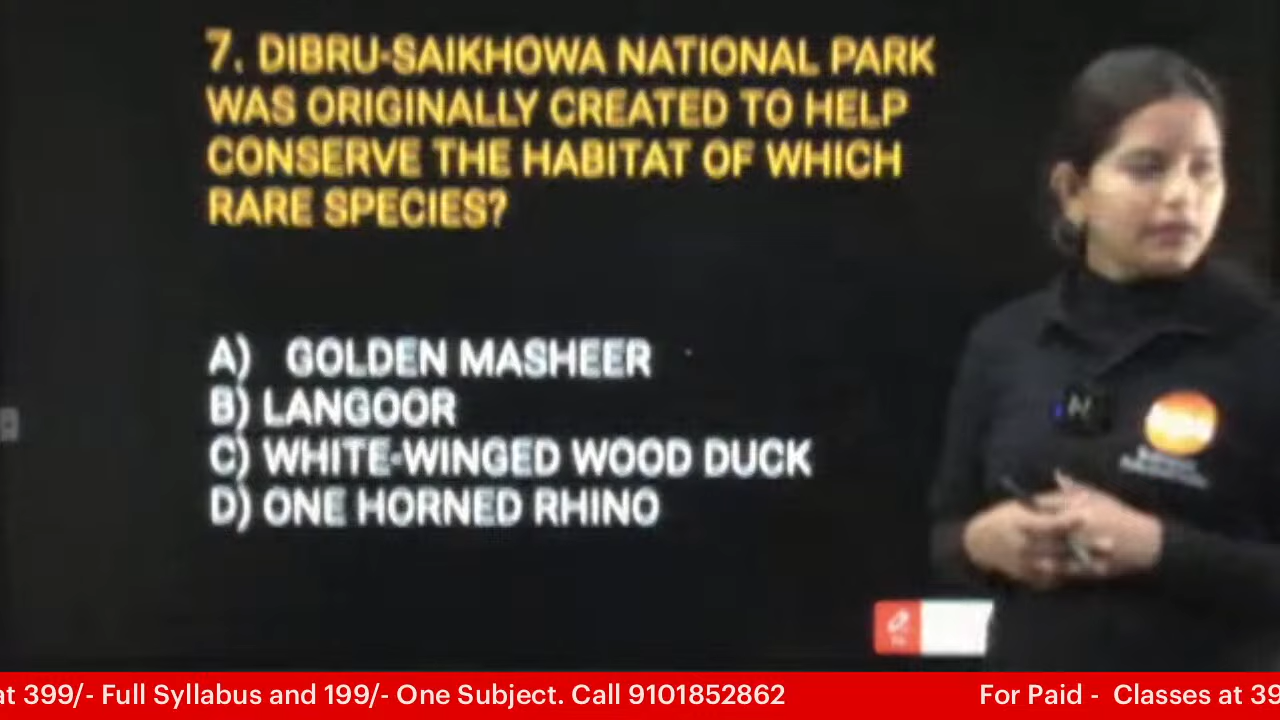 7. DIBRU-SAIKHOWA NATIONAL PARK
WAS ORIGINALLY CREATED TO HELP
CONSERVE THE HABITAT OF WHICH
RARE SPECIES?
A) GOLDEN MASHEER
B) LANGOOR
C) WHITE-WINGED WOOD DUCK
D) ONE HORNED RHINO
at 399/- Full Syllabus and 199/- One Subject. Call 9101852862 For Paid - Classes at 39